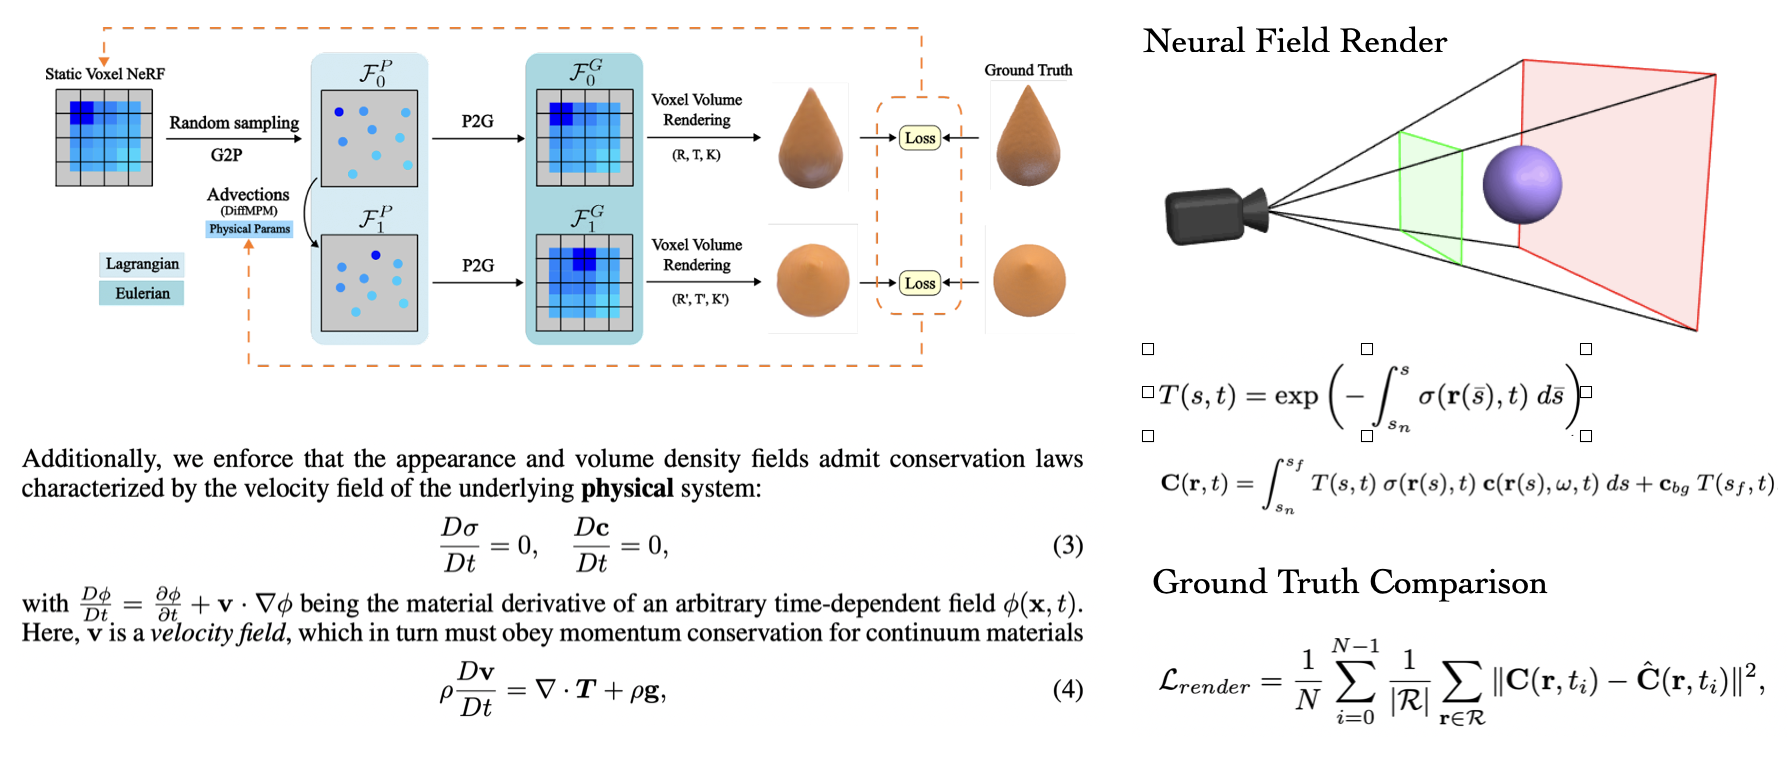 Static Voxel NeRF
Random sampling
G2P
Advections
(DiffMPM)
Physical Params
Lagrangian
Eulerian
$\mathcal{F}_0^P$
$\mathcal{F}_1^P$
P2G
P2G
$\mathcal{F}_0^G$
$\mathcal{F}_1^G$
Voxel Volume
Rendering
(R, T, K)
Voxel Volume
Rendering
(R', T', K')
Loss
Loss
Ground Truth
Additionally, we enforce that the appearance and volume density fields admit conservation laws
characterized by the velocity field of the underlying physical system:
$\frac{D\sigma}{Dt} = 0, \quad \frac{D\mathbf{c}}{Dt} = 0,$ (3)
with $\frac{D\phi}{Dt} = \frac{\partial\phi}{\partial t} + \mathbf{v} \cdot \nabla\phi$ being the material derivative of an arbitrary time-dependent field $\phi(\mathbf{x}, t)$.
Here, $\mathbf{v}$ is a velocity field, which in turn must obey momentum conservation for continuum materials
$\rho\frac{D\mathbf{v}}{Dt} = \nabla \cdot \boldsymbol{T} + \rho\mathbf{g},$ (4)
Neural Field Render
$T(s, t) = \exp\left(-\int_{s_n}^{s} \sigma(\mathbf{r}(\bar{s}), t)\, d\bar{s}\right)$
$\mathbf{C}(\mathbf{r}, t) = \int_{s_n}^{s_f} T(s, t)\, \sigma(\mathbf{r}(s), t)\, \mathbf{c}(\mathbf{r}(s), \omega, t)\, ds + \mathbf{c}_{bg}\, T(s_f, t)$
Ground Truth Comparison
$\mathcal{L}_{render} = \frac{1}{N} \sum_{i=0}^{N-1} \frac{1}{|\mathcal{R}|} \sum_{\mathbf{r} \in \mathcal{R}} \|\mathbf{C}(\mathbf{r}, t_i) - \hat{\mathbf{C}}(\mathbf{r}, t_i)\|^2,$